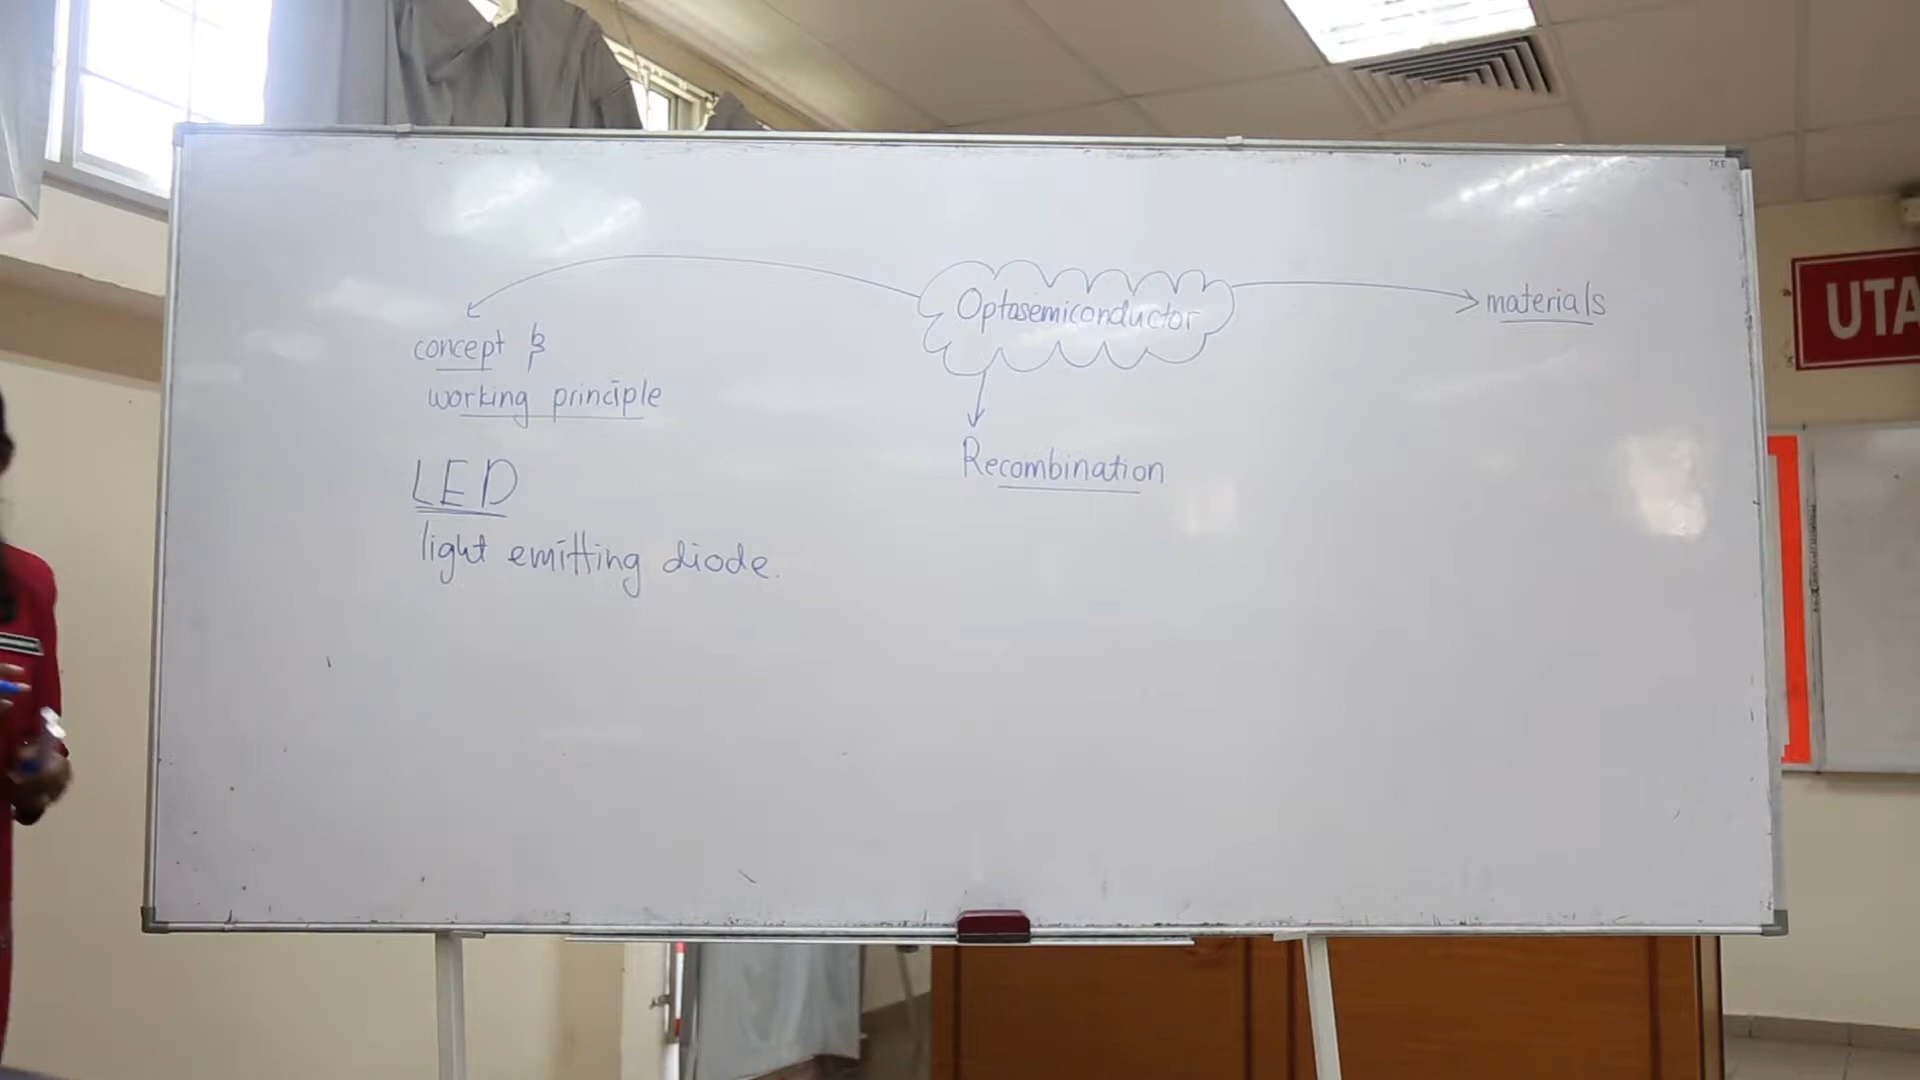 Optosemiconductor
concept &
working principle
LED
light emitting diode.
Recombination
materials
UTA